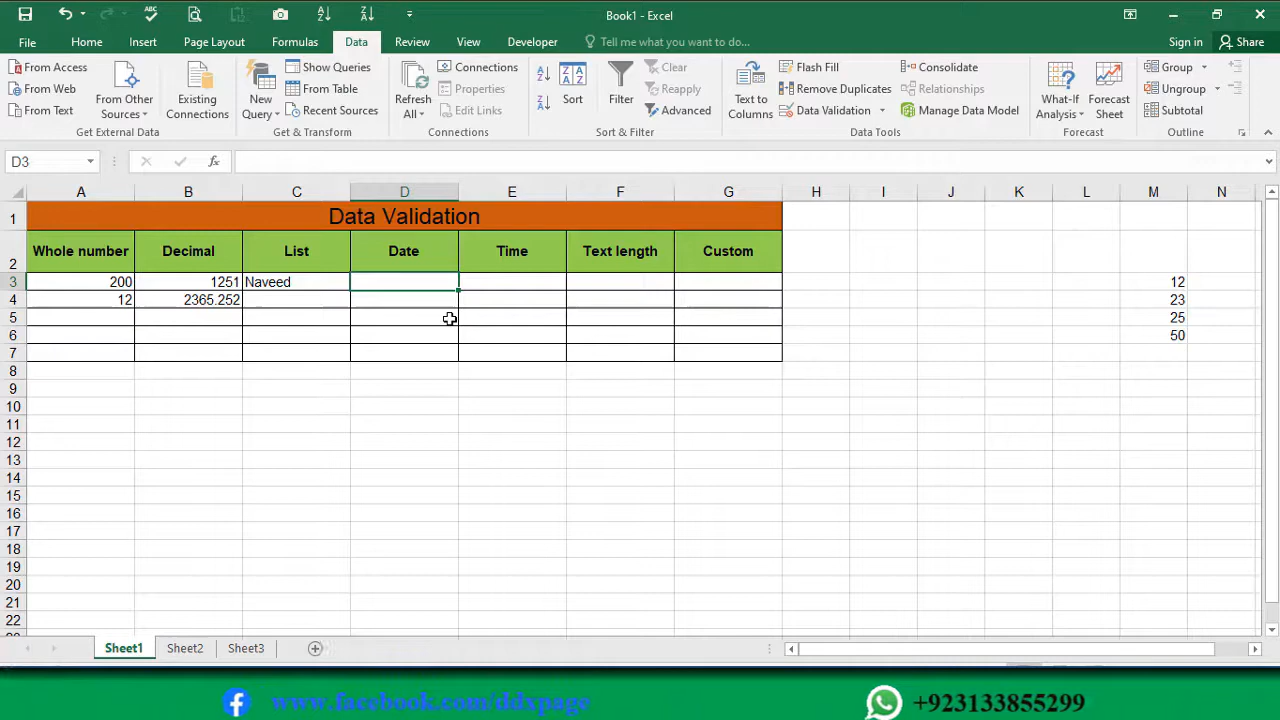 Book1 - Excel
File Home Insert Page Layout Formulas Data Review View Developer Tell me what you want to do... Sign in Share
From Access
From Web
From Text
From Other Sources
Existing Connections
Get External Data
New Query
Show Queries
From Table
Recent Sources
Get & Transform
Refresh All
Connections
Properties
Edit Links
Connections
Sort
Filter
Clear
Reapply
Advanced
Sort & Filter
Text to Columns
Flash Fill
Remove Duplicates
Data Validation
Consolidate
Relationships
Manage Data Model
Data Tools
What-If Analysis
Forecast Sheet
Forecast
Group
Ungroup
Subtotal
Outline
D3 fx
A B C D E F G H I J K L M N
1 Data Validation
2 Whole number Decimal List Date Time Text length Custom
3 200 1251 Naveed 12
4 12 2365.252 23
5 25
6 50
7
8
9
10
11
12
13
14
15
16
17
18
19
20
21
22
Sheet1 Sheet2 Sheet3
www.facebook.com/ddxpage +923133855299